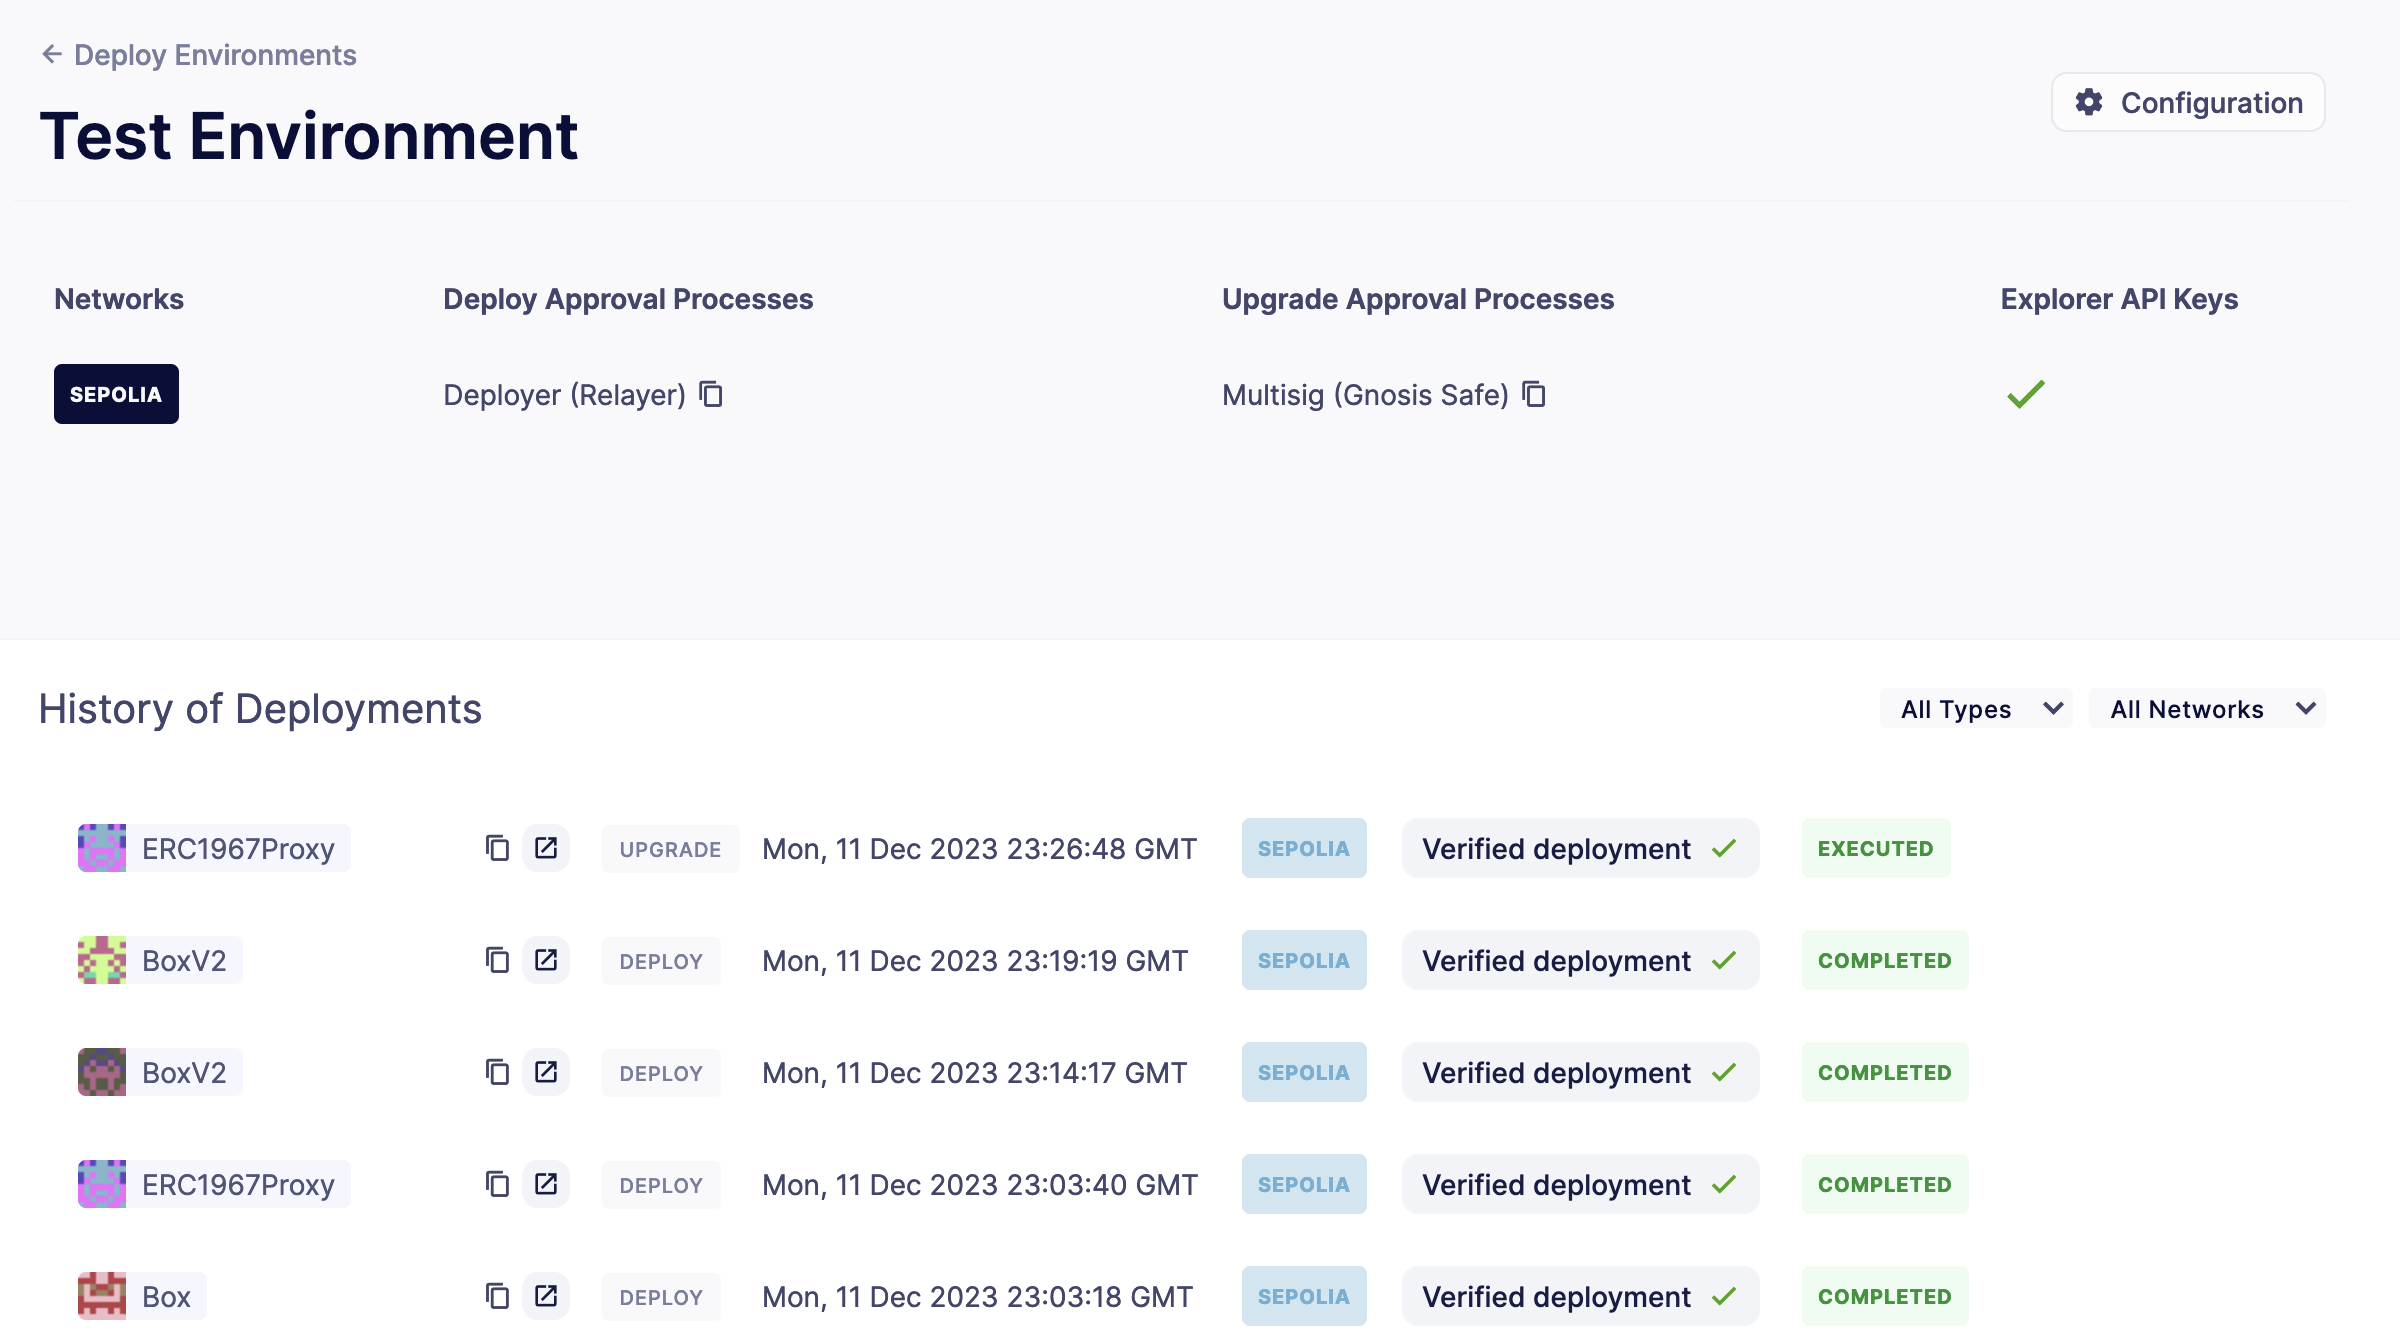 Deploy Environments
Test Environment
Configuration
Networks Deploy Approval Processes Upgrade Approval Processes Explorer API Keys
SEPOLIA Deployer (Relayer) Multisig (Gnosis Safe)
History of Deployments All Types All Networks
ERC1967Proxy UPGRADE Mon, 11 Dec 2023 23:26:48 GMT SEPOLIA Verified deployment EXECUTED
BoxV2 DEPLOY Mon, 11 Dec 2023 23:19:19 GMT SEPOLIA Verified deployment COMPLETED
BoxV2 DEPLOY Mon, 11 Dec 2023 23:14:17 GMT SEPOLIA Verified deployment COMPLETED
ERC1967Proxy DEPLOY Mon, 11 Dec 2023 23:03:40 GMT SEPOLIA Verified deployment COMPLETED
Box DEPLOY Mon, 11 Dec 2023 23:03:18 GMT SEPOLIA Verified deployment COMPLETED